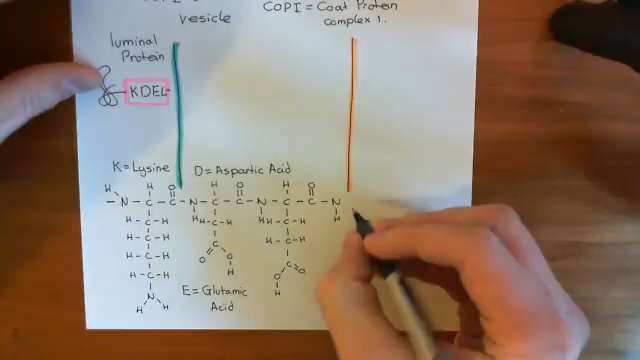 vesicle
COPI = Coat Protein
complex 1.
luminal
Protein
KDEL
K = Lysine
D = Aspartic Acid
H H O H O H O
- N - C - C - N - C - C - N - C - C - N
H - C - H H H - C - H H H - C - H H
H - C - H C H - C - H
H - C - H O O C O
H - C - H H O
N H
H H
E = Glutamic
Acid